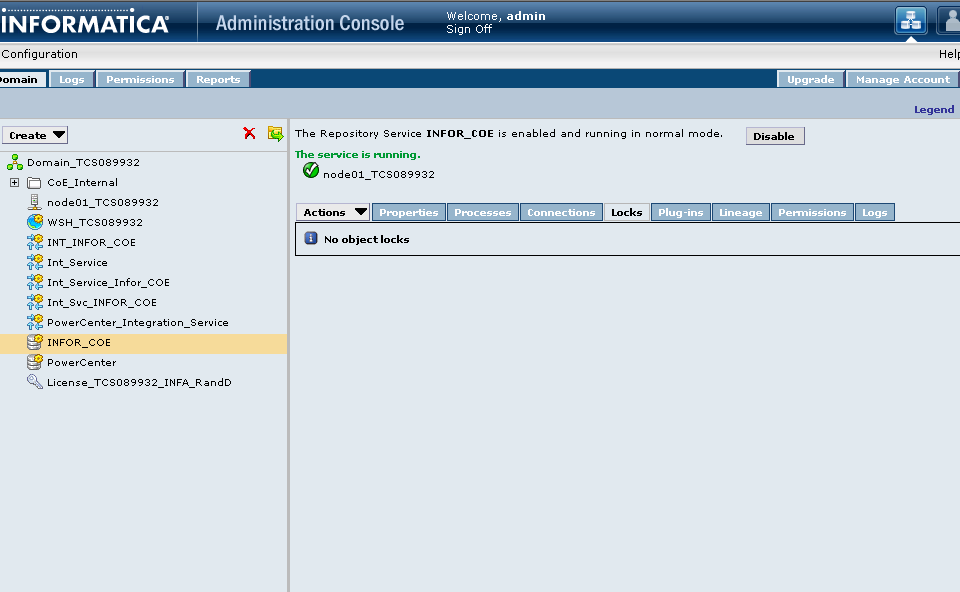 INFORMATICA
Administration Console
Welcome, admin
Sign Off
Configuration
Help
Domain
Logs
Permissions
Reports
Upgrade
Manage Account
Legend
Create
The Repository Service INFOR_COE is enabled and running in normal mode.
Disable
The service is running.
node01_TCS089932
Domain_TCS089932
CoE_Internal
node01_TCS089932
WSH_TCS089932
INT_INFOR_COE
Int_Service
Int_Service_Infor_COE
Int_Svc_INFOR_COE
PowerCenter_Integration_Service
INFOR_COE
PowerCenter
License_TCS089932_INFA_RandD
Actions
Properties
Processes
Connections
Locks
Plug-ins
Lineage
Permissions
Logs
No object locks